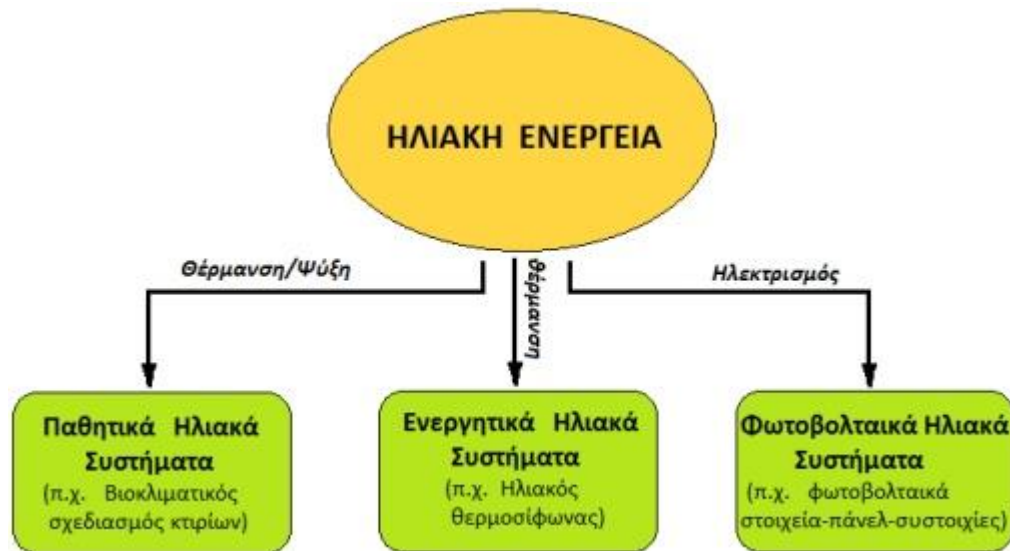 ΗΛΙΑΚΗ ΕΝΕΡΓΕΙΑ
Θέρμανση/Ψύξη
θέρμανση
Ηλεκτρισμός
Παθητικά Ηλιακά
Συστήματα
(π.χ. Βιοκλιματικός
σχεδιασμός κτιρίων)
Ενεργητικά Ηλιακά
Συστήματα
(π.χ. Ηλιακός
θερμοσίφωνας)
Φωτοβολταικά Ηλιακά
Συστήματα
(π.χ. φωτοβολταικά
στοιχεία-πάνελ-συστοιχίες)